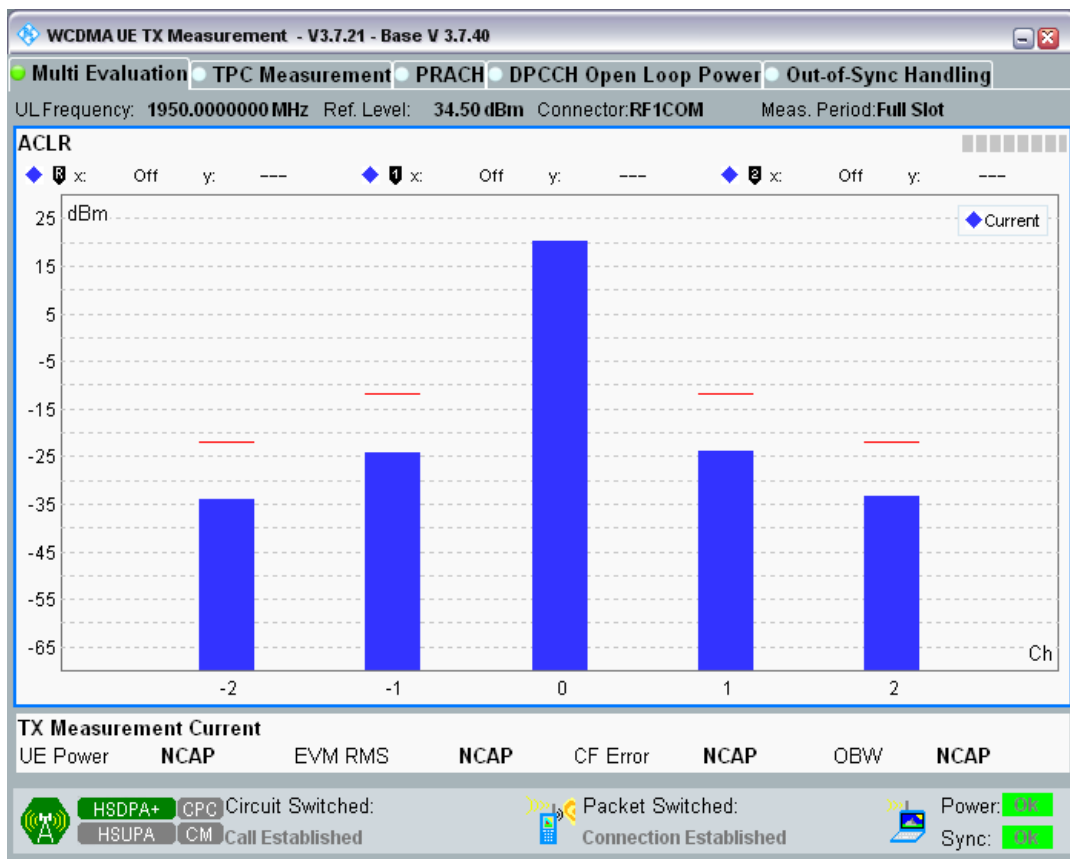 WCDMA UE TX Measurement - V3.7.21 - Base V 3.7.40
Multi Evaluation TPC Measurement PRACH DPCCH Open Loop Power Out-of-Sync Handling
UL Frequency: 1950.0000000 MHz Ref. Level: 34.50 dBm Connector:RF1COM Meas. Period:Full Slot
ACLR
R x: Off y: --- 1 x: Off y: --- 2 x: Off y: ---
dBm
Current
25
15
5
-5
-15
-25
-35
-45
-55
-65
Ch
-2 -1 0 1 2
TX Measurement Current
UE Power NCAP EVM RMS NCAP CF Error NCAP OBW NCAP
HSDPA+ CPC Circuit Switched: Packet Switched: Power: OK
HSUPA CM Call Established Connection Established Sync: OK